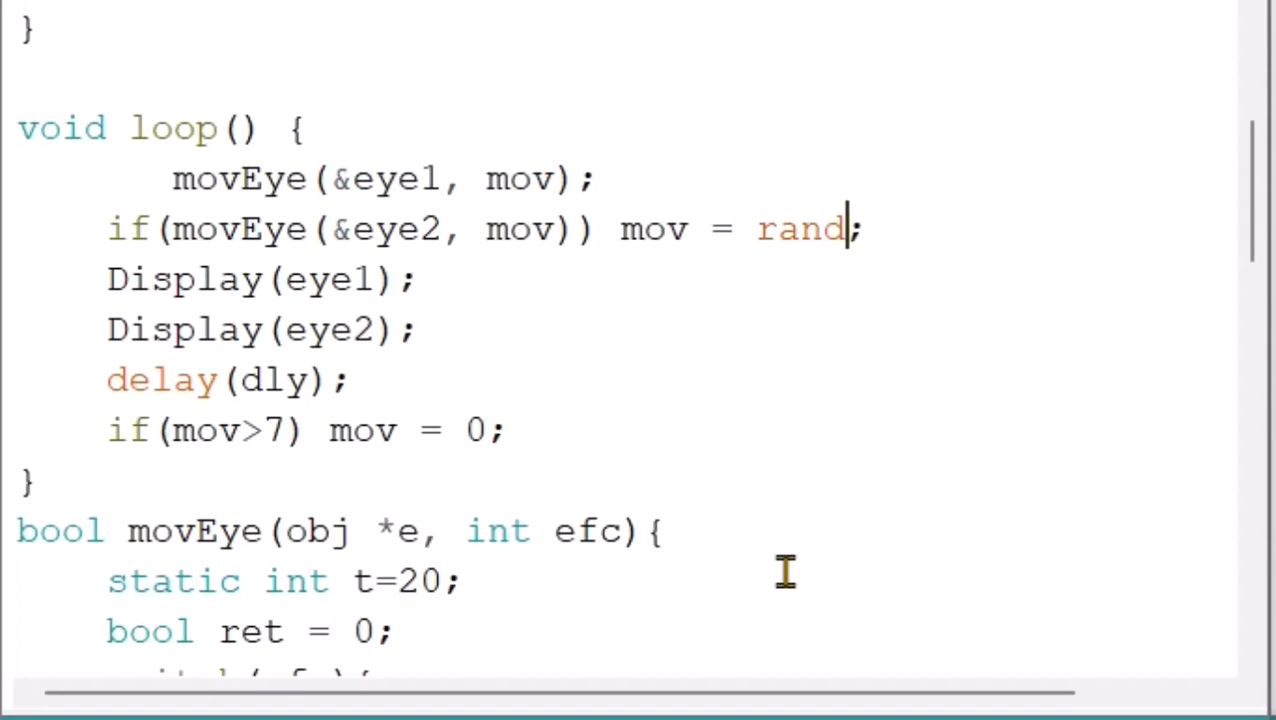 }
void loop() {
movEye(&eye1, mov);
if(movEye(&eye2, mov)) mov = rand;
Display(eye1);
Display(eye2);
delay(dly);
if(mov>7) mov = 0;
}
bool movEye(obj *e, int efc){
static int t=20;
bool ret = 0;